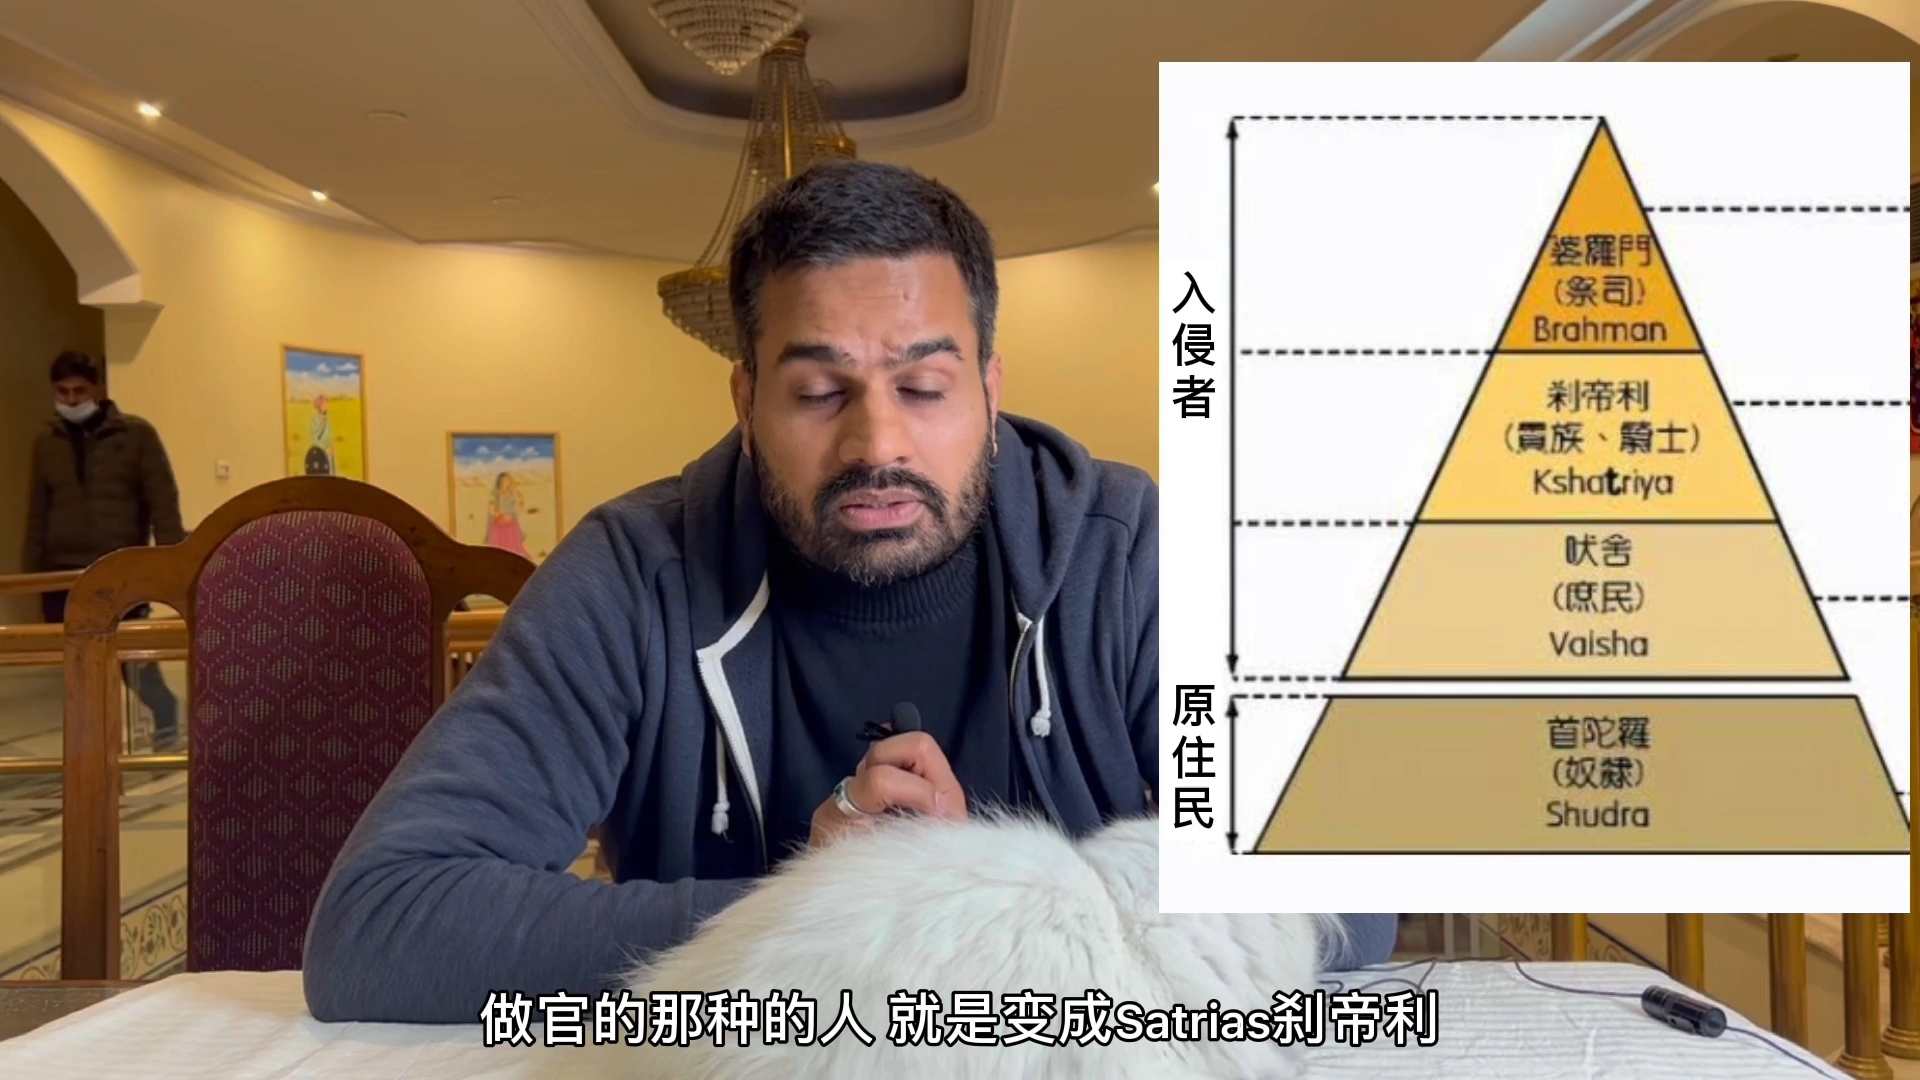 入侵者
婆羅門
(祭司)
Brahman
剎帝利
(貴族、騎士)
Kshatriya
吠舍
(庶民)
Vaisha
原住民
首陀羅
(奴隸)
Shudra
做官的那种的人 就是变成Satrias刹帝利